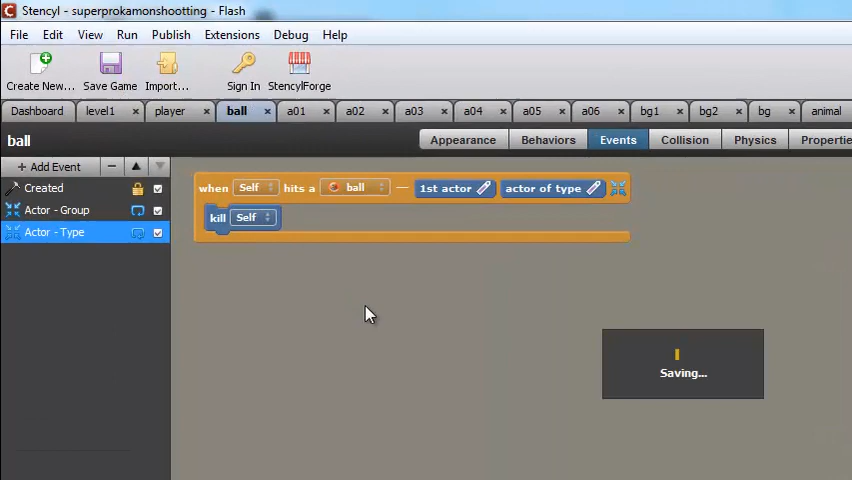 Stencyl - superprokamonshootting - Flash
File Edit View Run Publish Extensions Debug Help
Create New... Save Game Import... Sign In StencylForge
Dashboard level1 player ball a01 a02 a03 a04 a05 a06 bg1 bg2 bg animal
ball Appearance Behaviors Events Collision Physics Propertie
+ Add Event
Created
Actor - Group
Actor - Type
when Self hits a ball — 1st actor actor of type
kill Self
Saving...